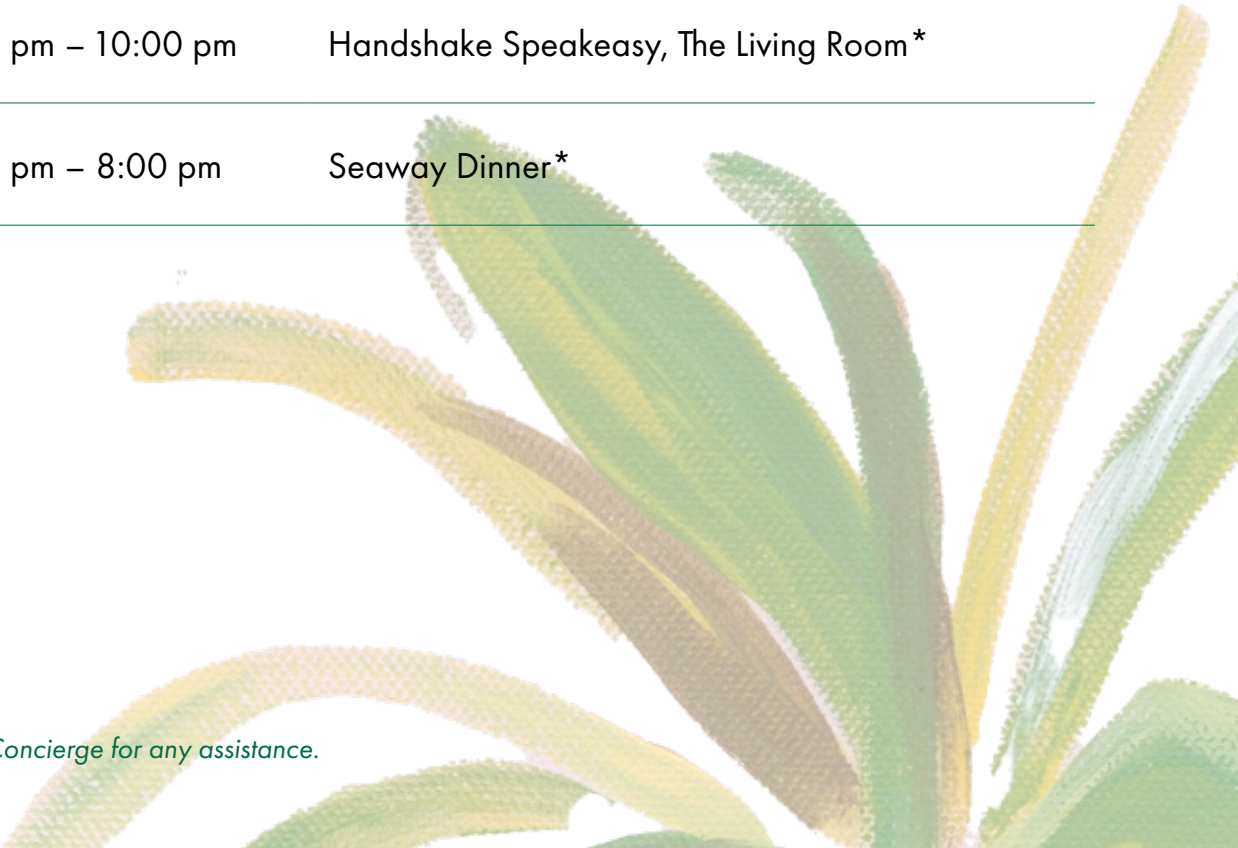 pm – 10:00 pm Handshake Speakeasy, The Living Room*
pm – 8:00 pm Seaway Dinner*
Concierge for any assistance.